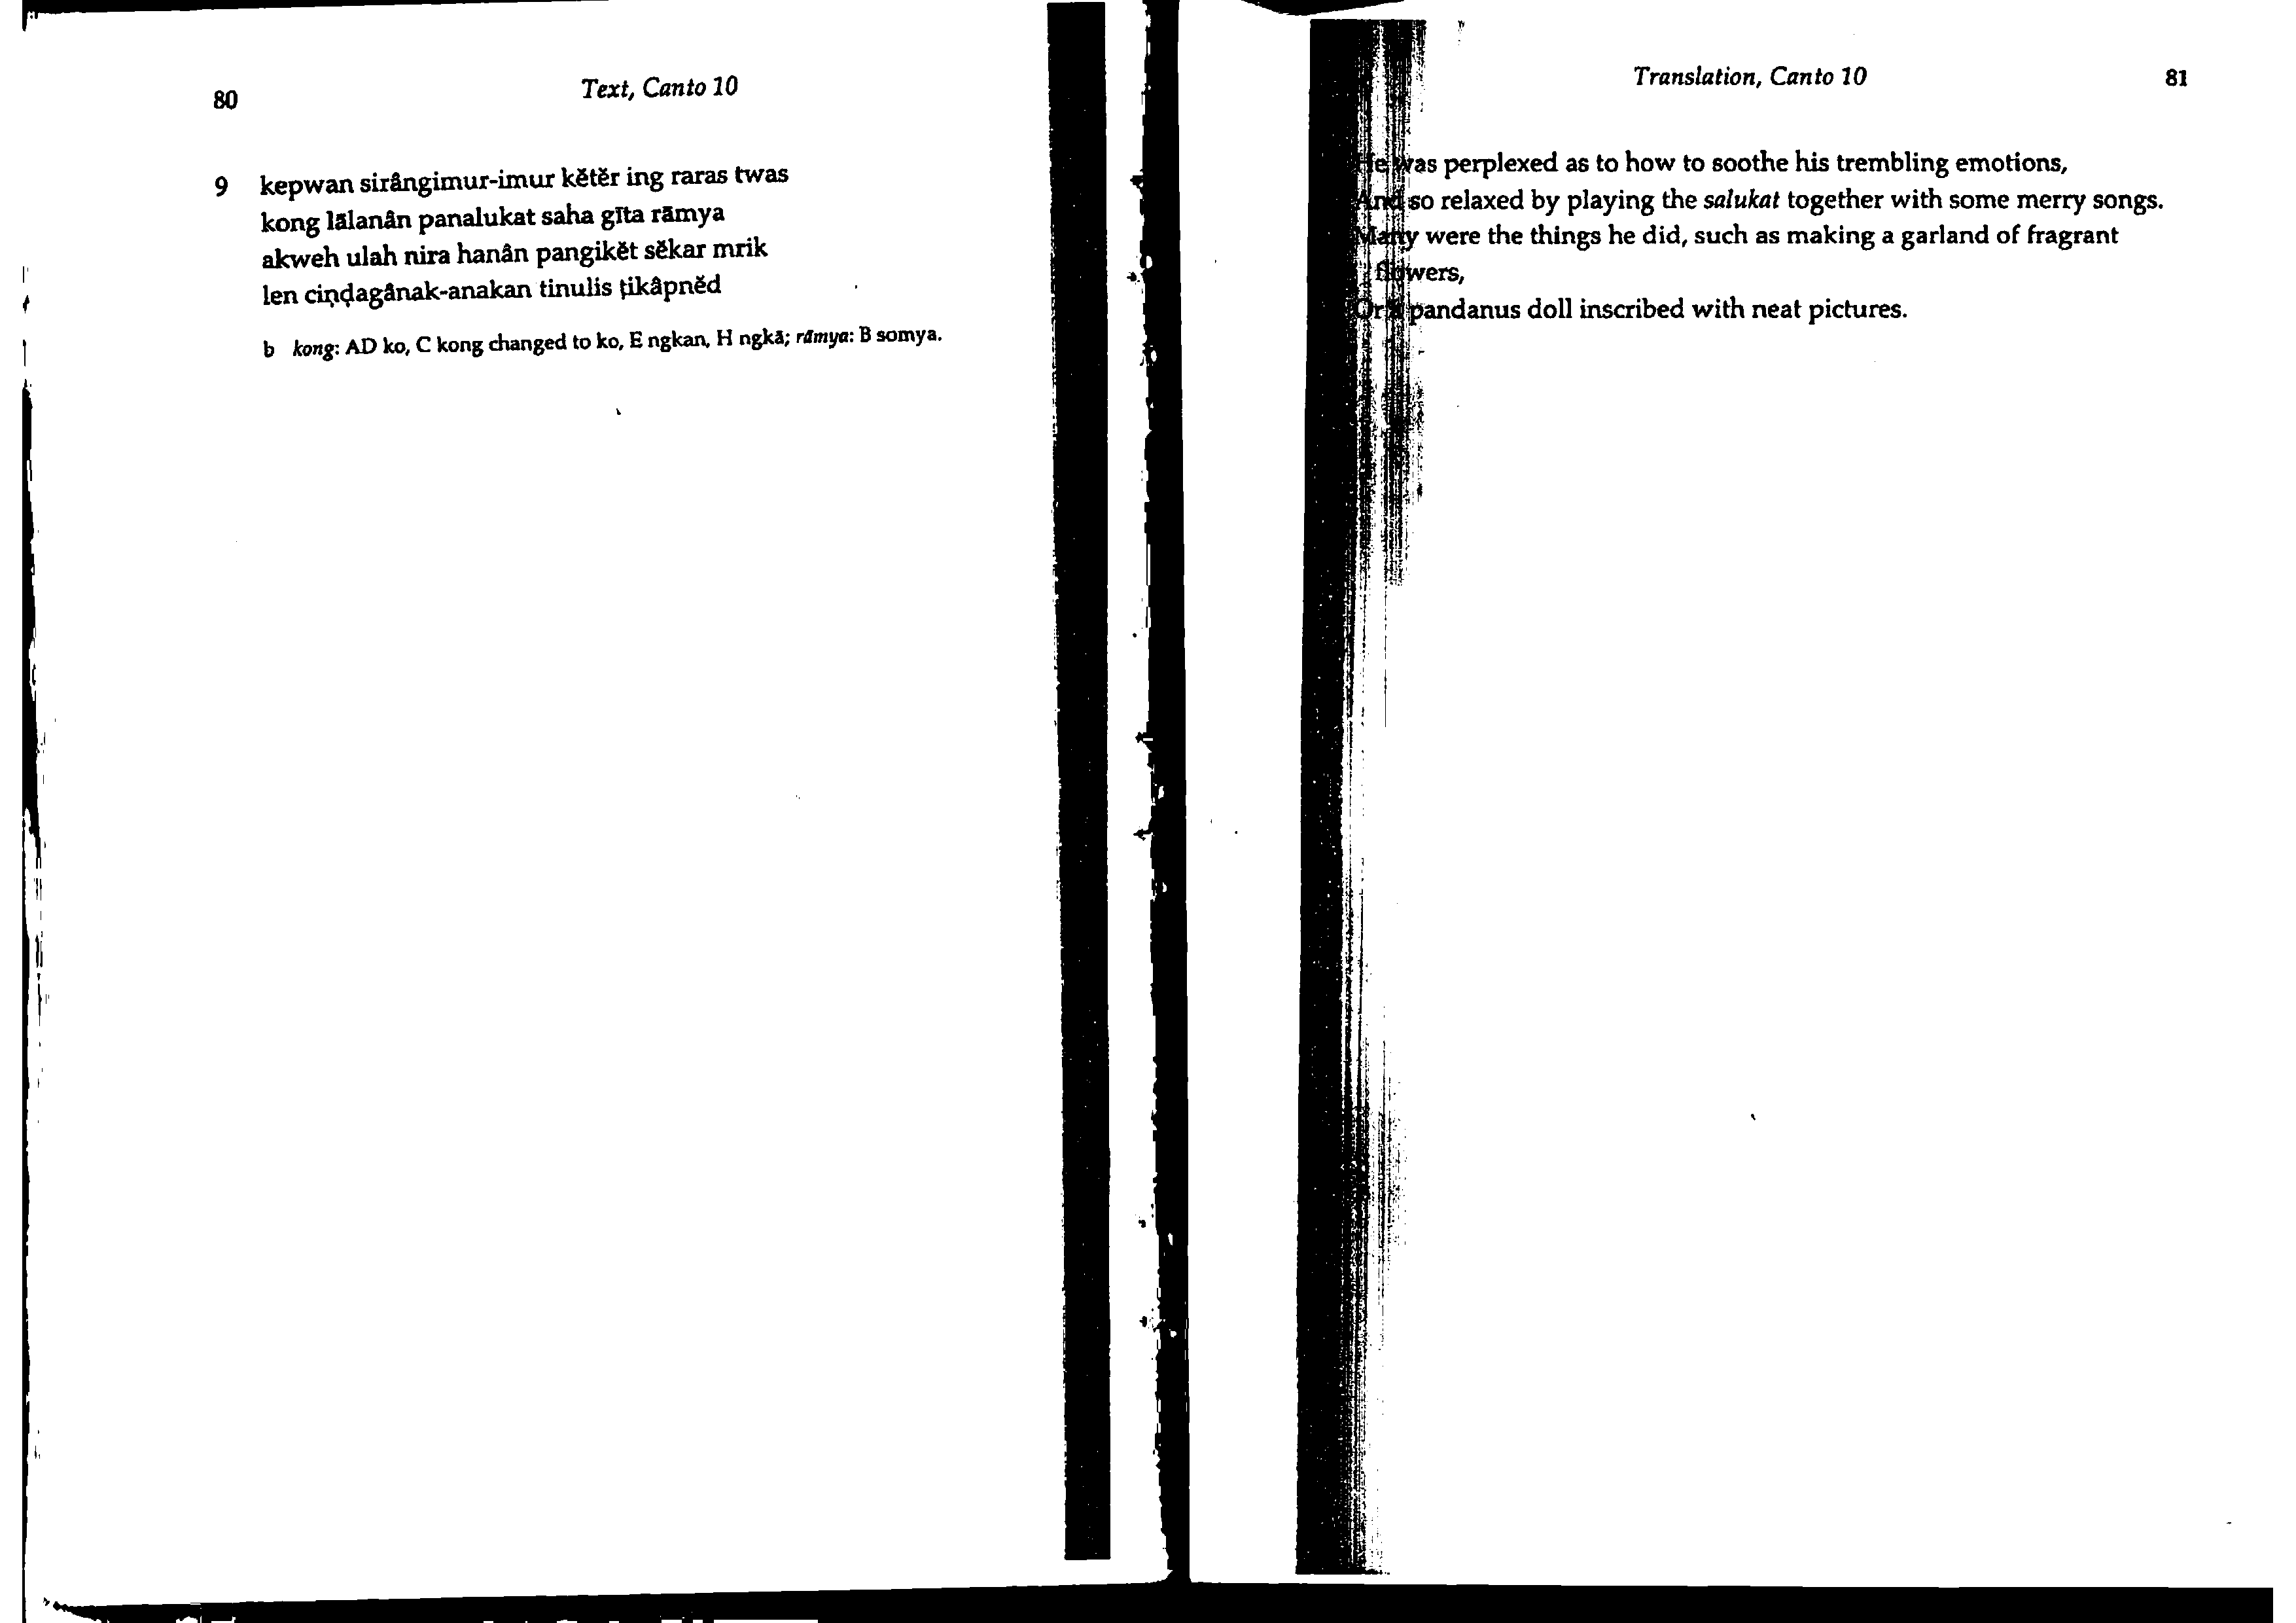 80
Text, Canto 10
9 kepwan sirângimur-imur kĕtĕr ing raras twas
kong lālanân panalukat saha gīta rāmya
akweh ulah nira hanân pangikĕt sĕkar mrik
len ciṇḍagânak-anakan tinulis ṭikâpnĕd
b kong: AD ko, C kong changed to ko, E ngkan, H ngkā; rāmya: B somya.
Translation, Canto 10
81
He was perplexed as to how to soothe his trembling emotions,
And so relaxed by playing the salukat together with some merry songs.
Many were the things he did, such as making a garland of fragrant
flowers,
Or a pandanus doll inscribed with neat pictures.